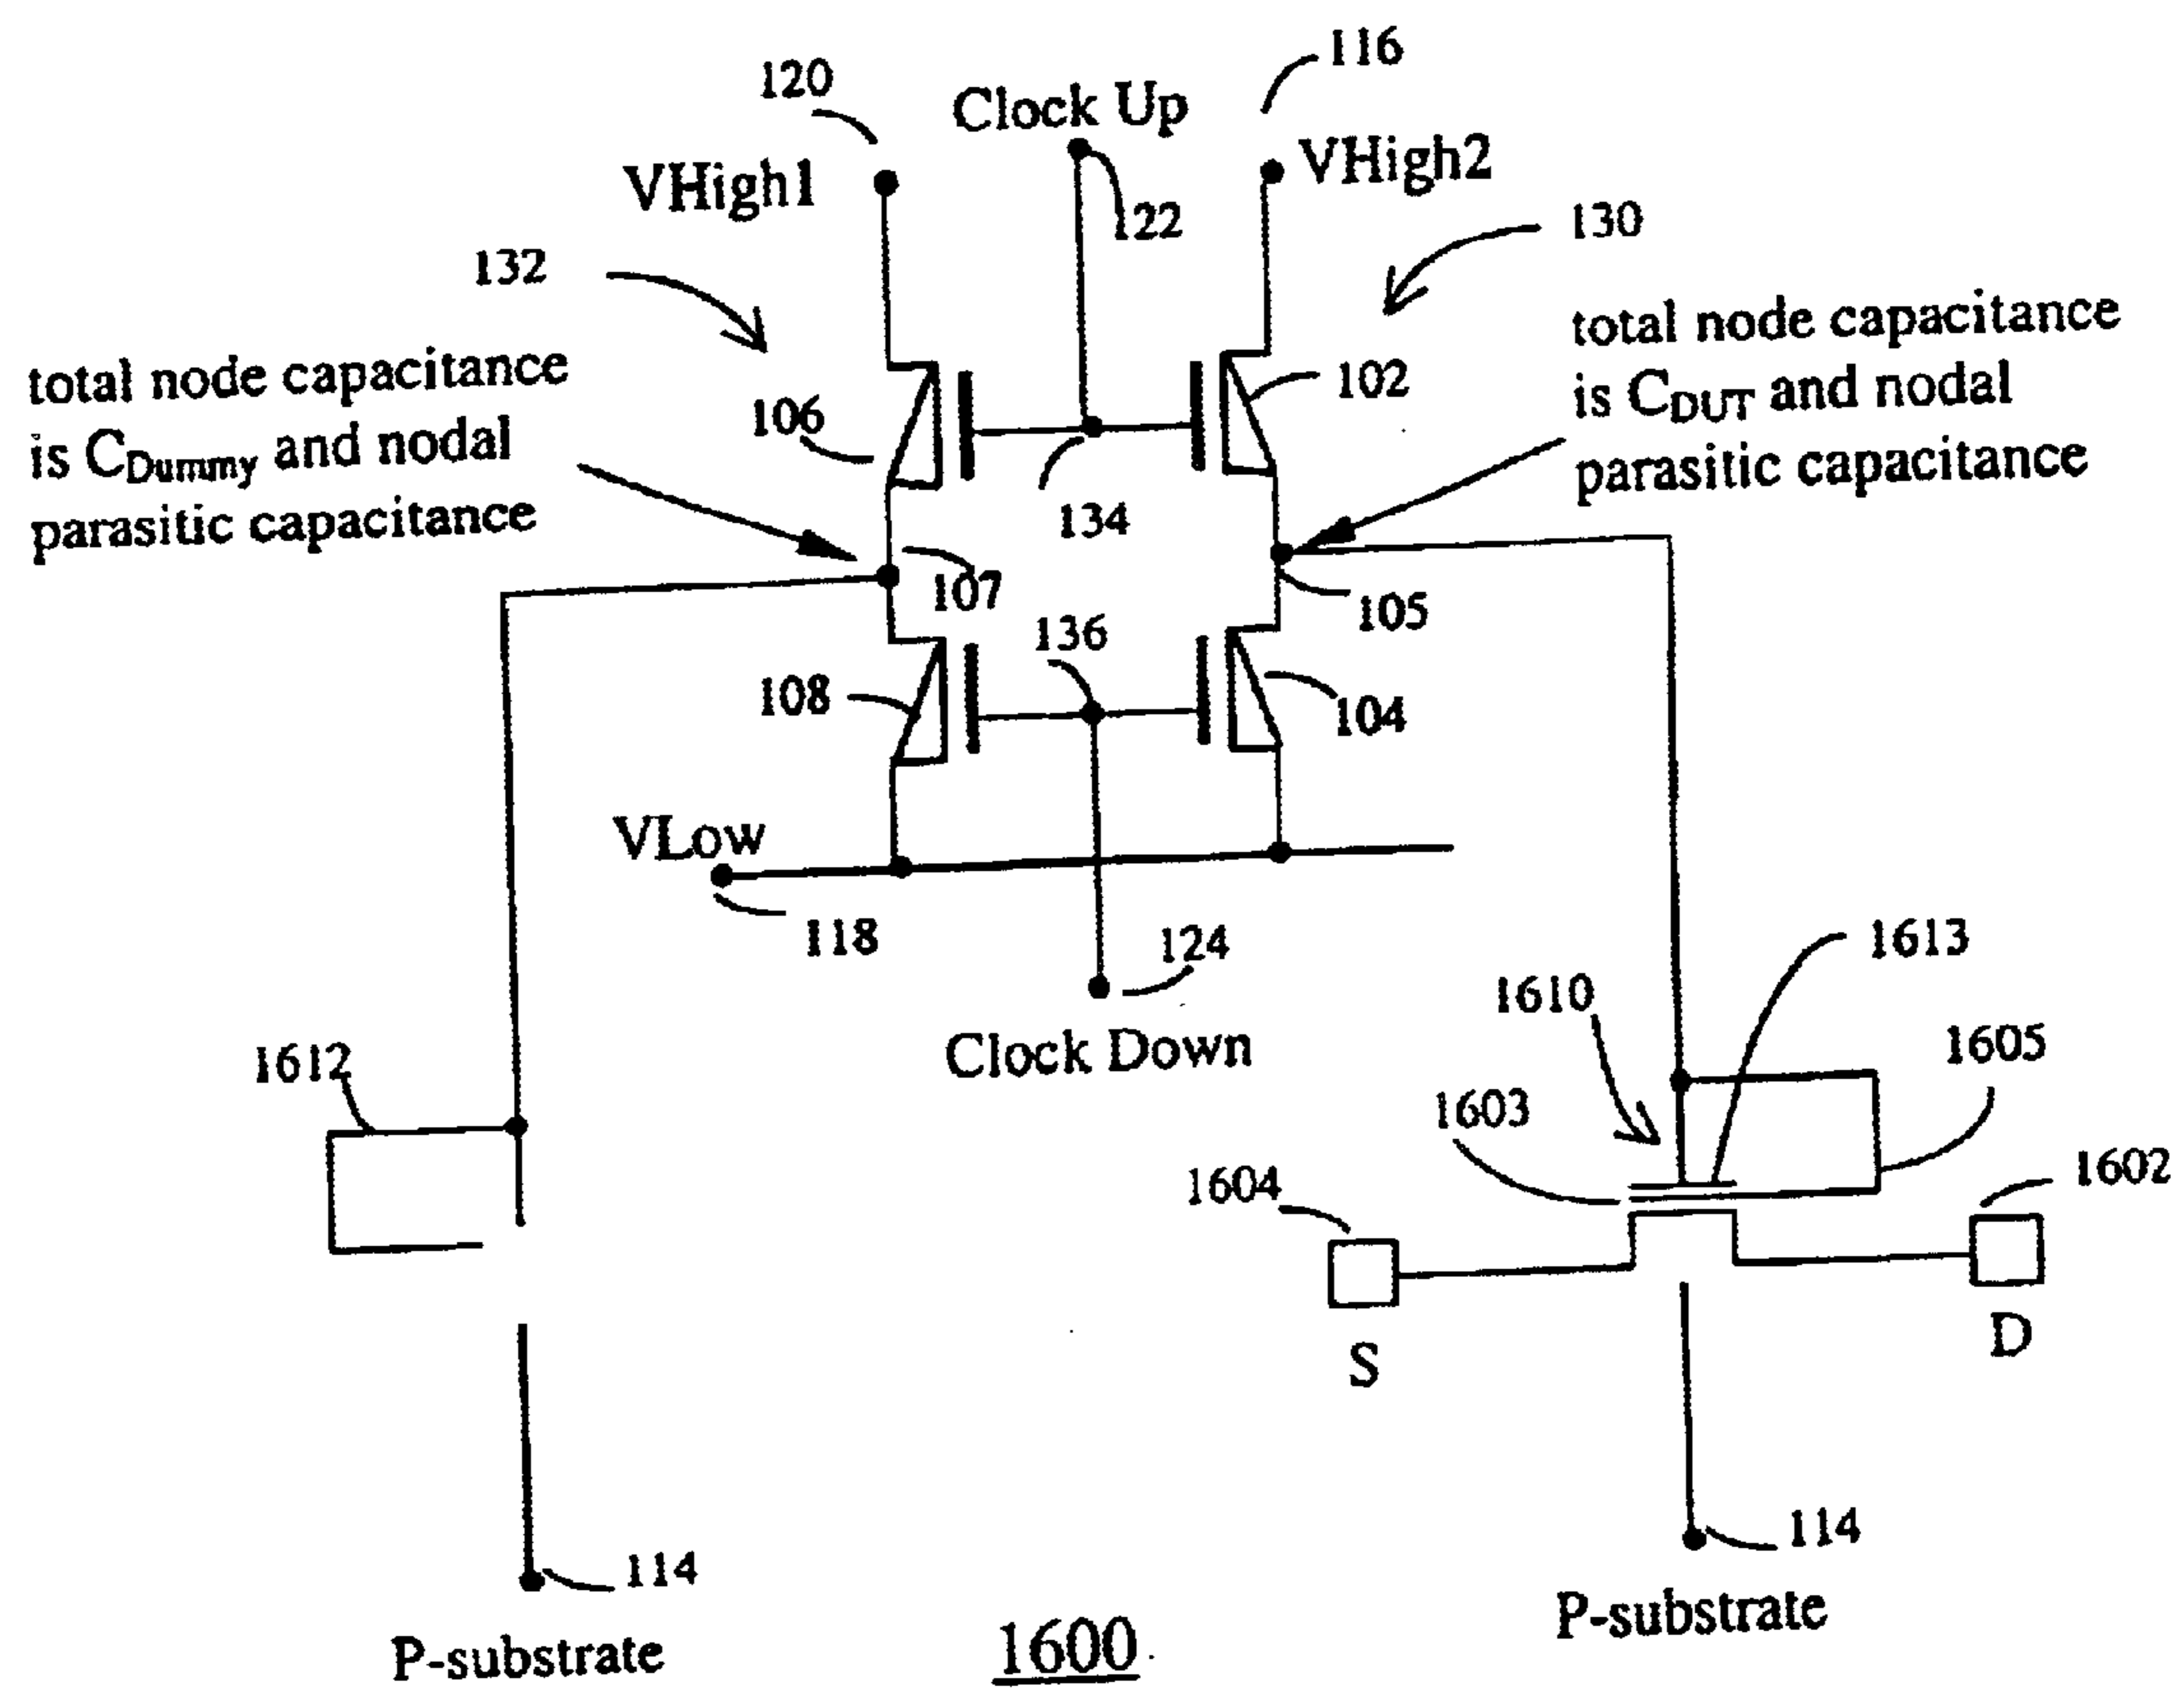 120
Clock Up
116
VHigh1
VHigh2
122
130
132
total node capacitance
is CDUT and nodal
parasitic capacitance
total node capacitance
is CDummy and nodal
parasitic capacitance
106
102
134
107
105
136
108
104
VLow
118
124
Clock Down
1613
1610
1605
1612
1603
1604
1602
S
D
114
P-substrate
114
P-substrate
1600